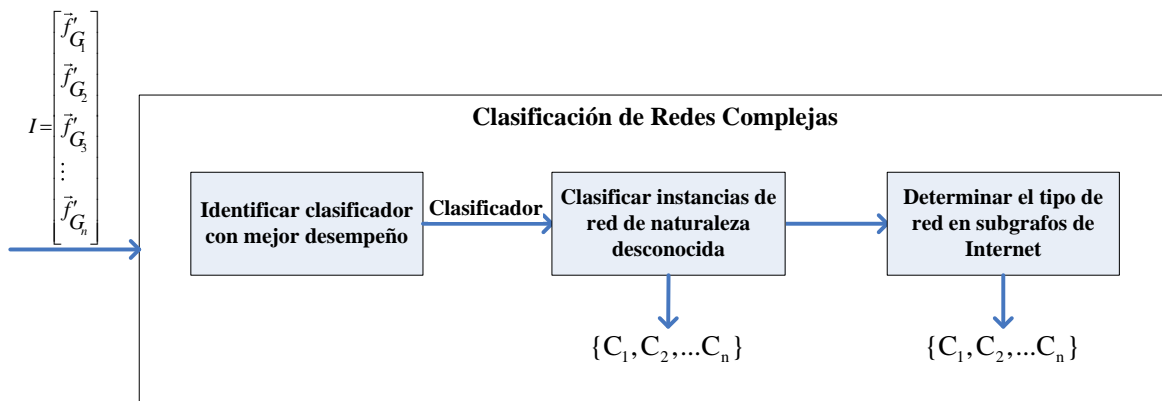 I = [ f⃗′G₁
f⃗′G₂
f⃗′G₃
⋮
f⃗′Gₙ ]
Clasificación de Redes Complejas
Identificar clasificador
con mejor desempeño
Clasificador
Clasificar instancias de
red de naturaleza
desconocida
Determinar el tipo de
red en subgrafos de
Internet
{C₁, C₂, ...Cₙ}
{C₁, C₂, ...Cₙ}